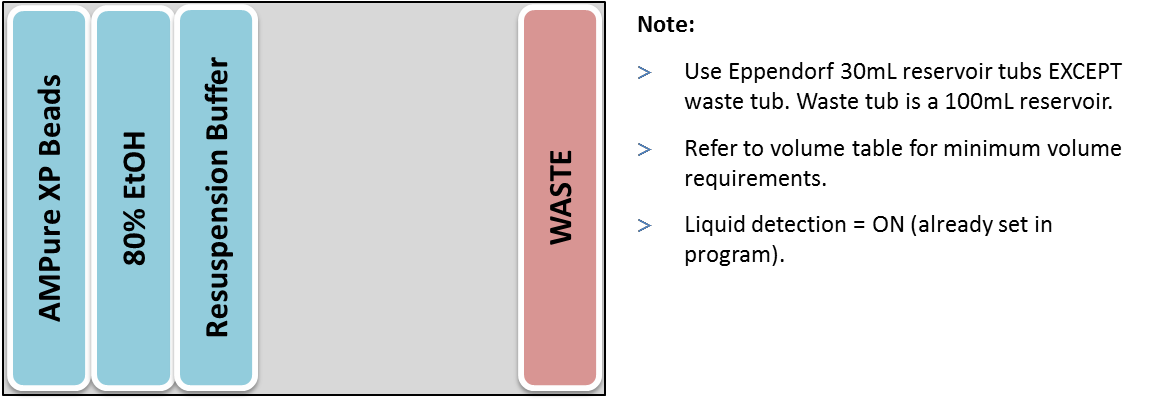 AMPure XP Beads
80% EtOH
Resuspension Buffer
WASTE
Note:
> Use Eppendorf 30mL reservoir tubs EXCEPT
waste tub. Waste tub is a 100mL reservoir.
> Refer to volume table for minimum volume
requirements.
> Liquid detection = ON (already set in
program).